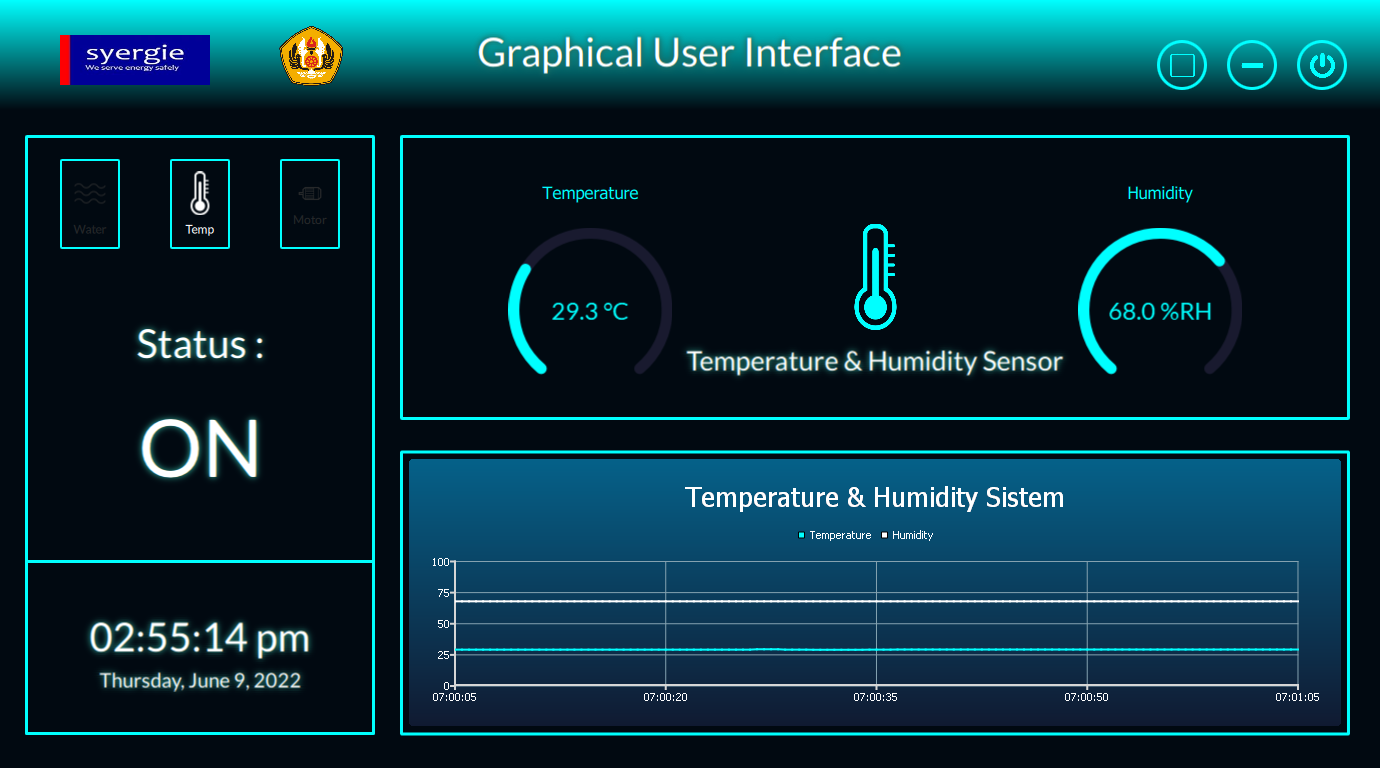 syergie
We serve energy safely
Graphical User Interface
Water
Temp
Motor
Status :
ON
02:55:14 pm
Thursday, June 9, 2022
Temperature
29.3 °C
Humidity
68.0 %RH
Temperature & Humidity Sensor
Temperature & Humidity Sistem
Temperature Humidity
100
75
50
25
0
07:00:05 07:00:20 07:00:35 07:00:50 07:01:05